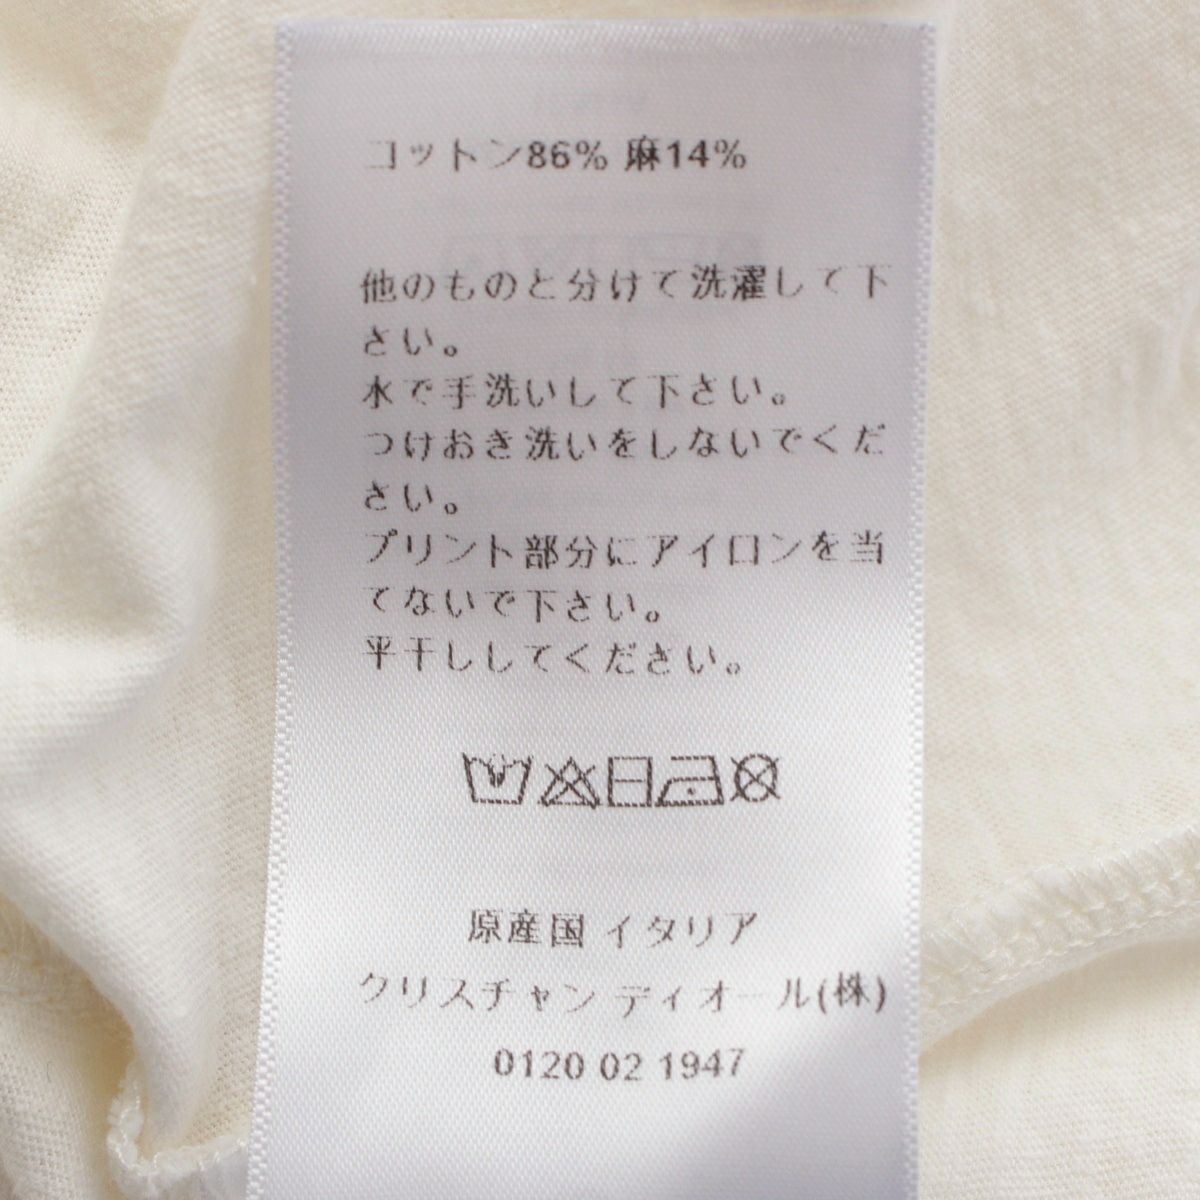 コットン86% 麻14%
他のものと分けて洗濯して下
さい。
水で手洗いして下さい。
つけおき洗いをしないでくだ
さい。
プリント部分にアイロンを当
てないで下さい。
平干ししてください。
原産国 イタリア
クリスチャン ディオール(株)
0120 02 1947